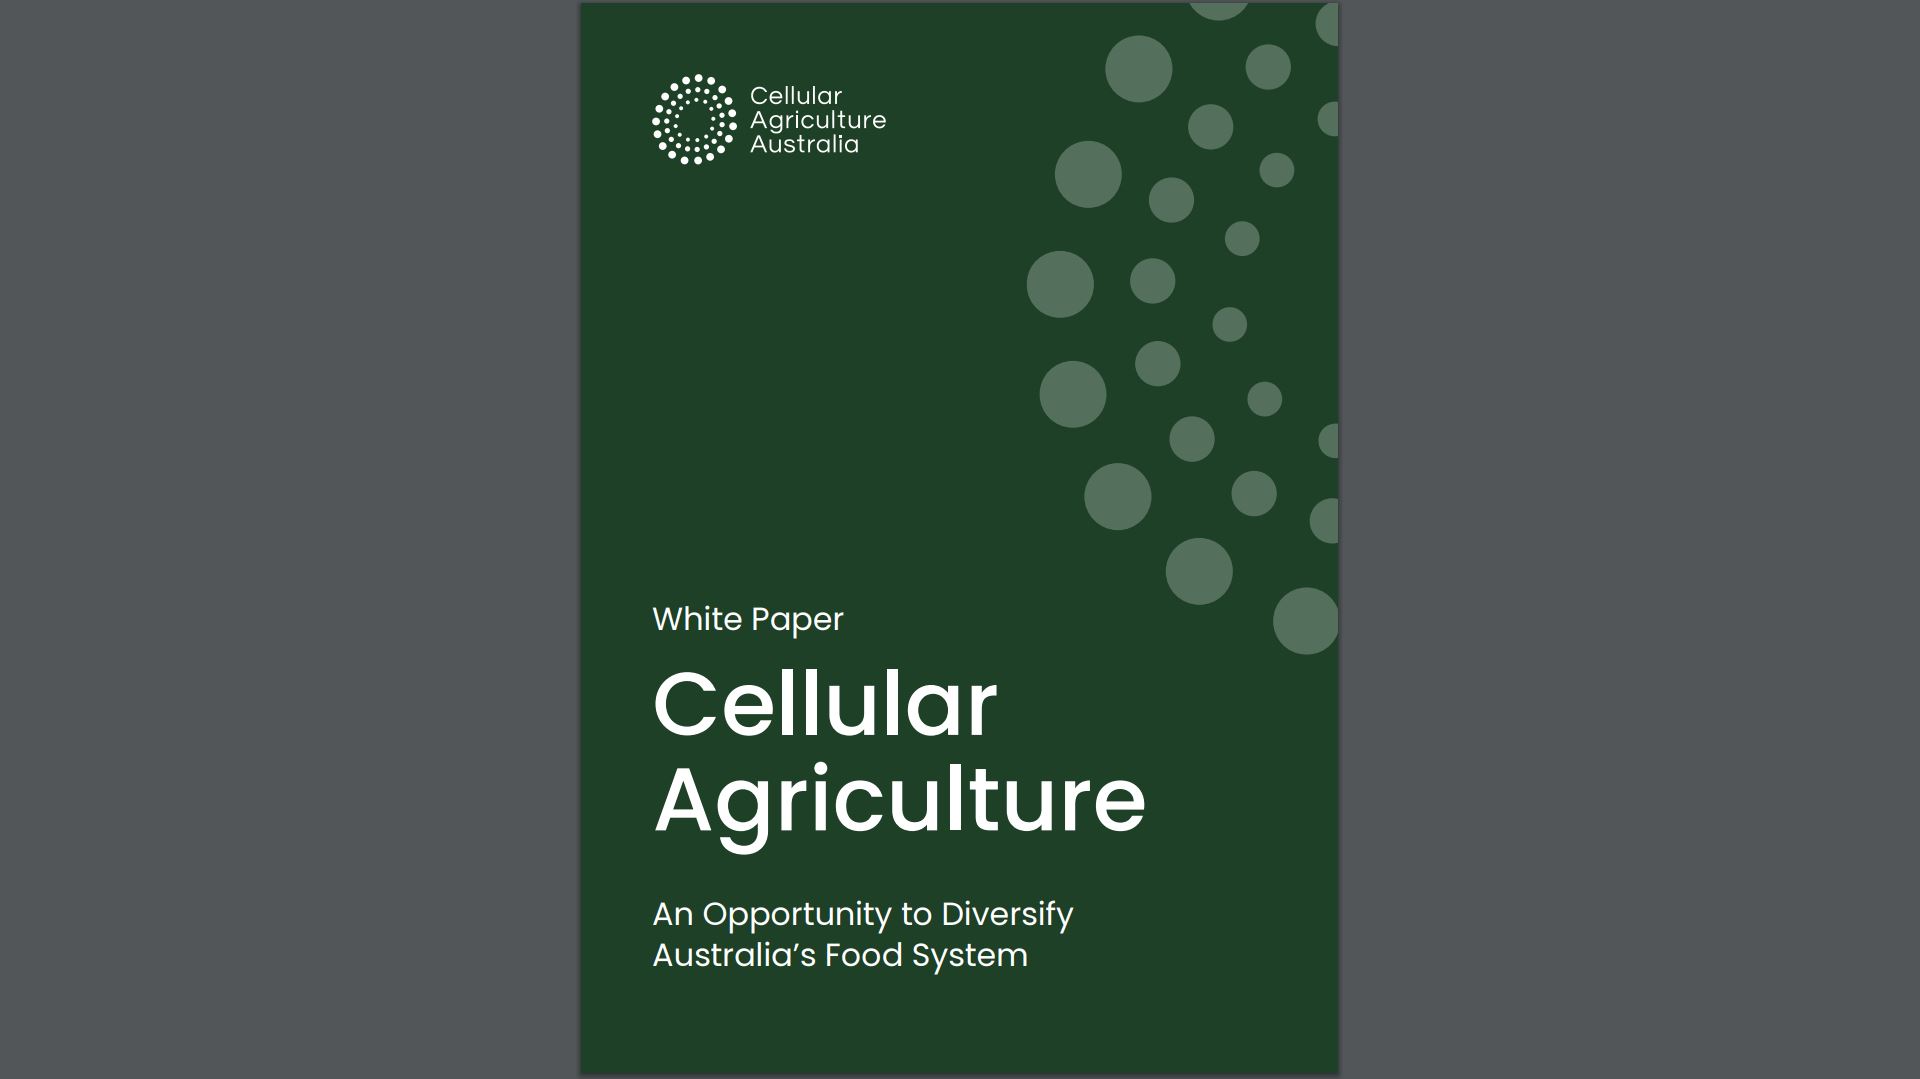 Cellular
Agriculture
Australia
White Paper
Cellular
Agriculture
An Opportunity to Diversify
Australia’s Food System